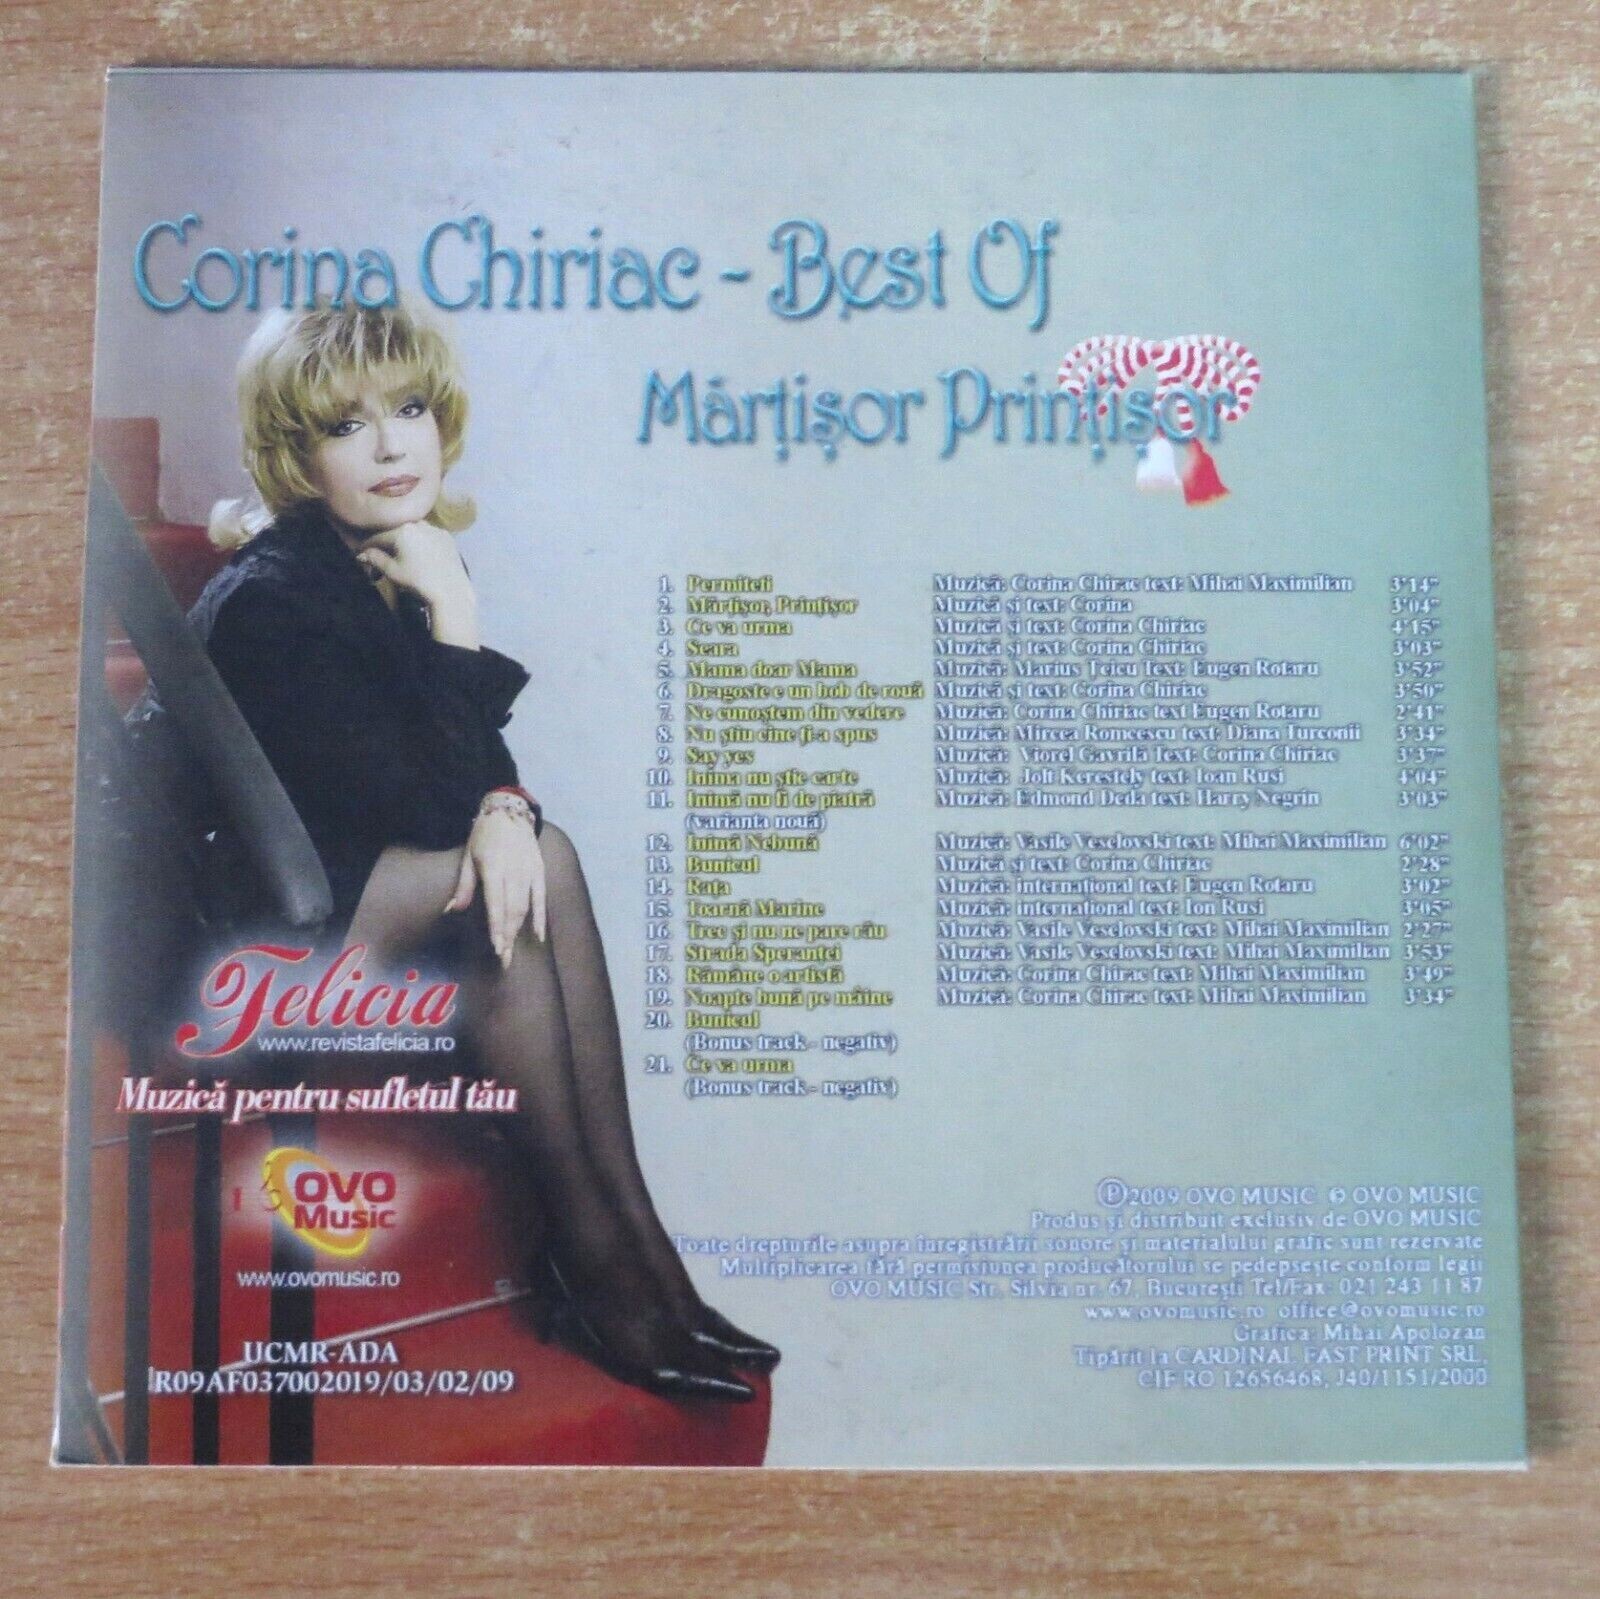 Corina Chiriac - Best Of
Mărțișor Prințișor
1. Permiteti Muzică: Corina Chirac text: Mihai Maximilian 3'14"
2. Mărțișor, Prințișor Muzică și text: Corina 3'04"
3. Ce va urma Muzică și text: Corina Chiriac 4'15"
4. Seara Muzică și text: Corina Chiriac 3'03"
5. Mama doar Mama Muzică: Marius Țeicu Text: Eugen Rotaru 3'52"
6. Dragoste e un bob de rouă Muzică și text: Corina Chiriac 3'50"
7. Ne cunoștem din vedere Muzică: Corina Chiriac text Eugen Rotaru 2'41"
8. Nu știu cine ți-a spus Muzică: Mircea Romcescu text: Diana Turconii 3'34"
9. Say yes Muzică: Viorel Gavrilă Text: Corina Chiriac 3'37"
10. Inima nu știe carte Muzică: Jolt Kerestely text: Ioan Rusi 4'04"
11. Inimă nu fi de piatră Muzică: Edmond Deda text: Harry Negrin 3'03"
(varianta nouă)
12. Inimă Nebună Muzică: Vasile Veselovski text: Mihai Maximilian 6'02"
13. Bunicul Muzică și text: Corina Chiriac 2'28"
14. Rața Muzică: internațional text: Eugen Rotaru 3'02"
15. Toarnă Marine Muzică: internațional text: Ion Rusi 3'05"
16. Trec și nu ne pare rău Muzică: Vasile Veselovski text: Mihai Maximilian 2'27"
17. Strada Speranței Muzică: Vasile Veselovski text: Mihai Maximilian 3'53"
18. Rămâne o artistă Muzică: Corina Chirac text: Mihai Maximilian 3'49"
19. Noapte bună pe mâine Muzică: Corina Chirac text: Mihai Maximilian 3'34"
20. Bunicul
(Bonus track - negativ)
21. Ce va urma
(Bonus track - negativ)
Felicia
www.revistafelicia.ro
Muzică pentru sufletul tău
OVO
Music
www.ovomusic.ro
UCMR-ADA
R09AF037002019/03/02/09
℗2009 OVO MUSIC © OVO MUSIC
Produs și distribuit exclusiv de OVO MUSIC
Toate drepturile asupra înregistrării sonore și materialului grafic sunt rezervate
Multiplicarea fără permisiunea producătorului se pedepsește conform legii
OVO MUSIC Str. Silvia nr. 67, București Tel/Fax 021 243 11 87
www.ovomusic.ro office@ovomusic.ro
Grafica: Mihai Apolozan
Tipărit la CARDINAL FAST PRINT SRL,
CIF RO 12656468, J40/1151/2000